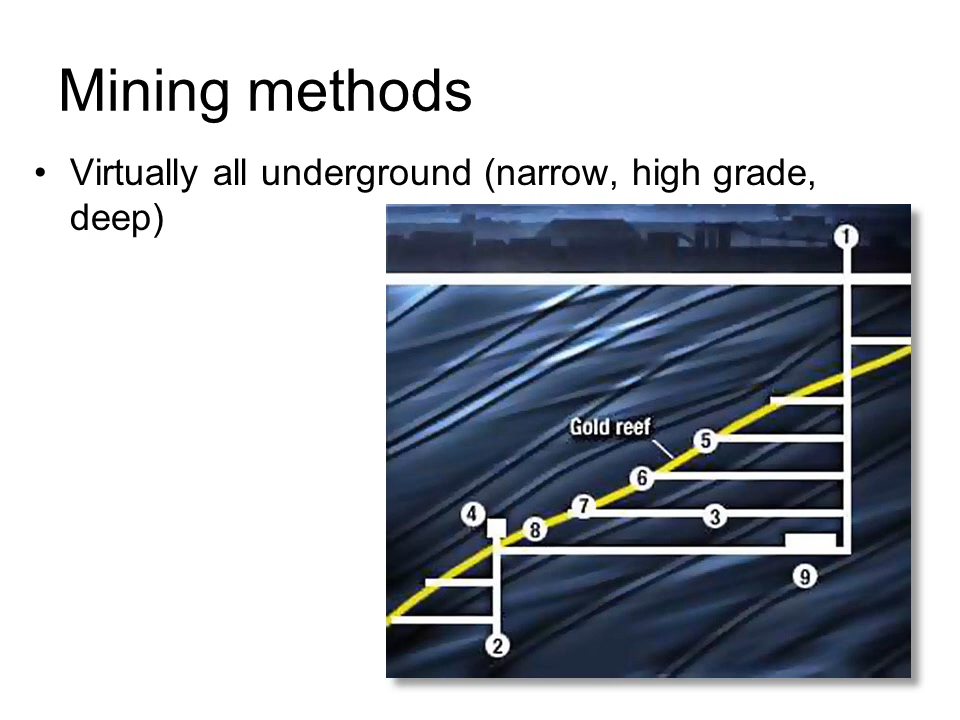 Mining methods
• Virtually all underground (narrow, high grade,
deep)
1
Gold reef
5
6
7
3
4
8
9
2